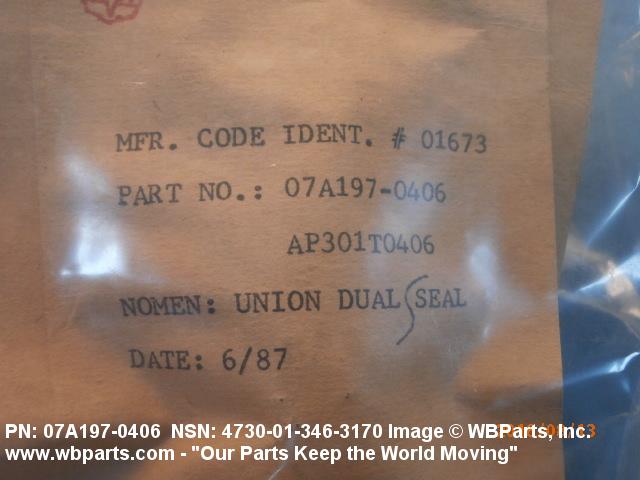 MFR. CODE IDENT. # 01673
PART NO.: 07A197-0406
AP301T0406
NOMEN: UNION DUAL SEAL
DATE: 6/87
PN: 07A197-0406 NSN: 4730-01-346-3170 Image © WBParts, Inc.
www.wbparts.com - "Our Parts Keep the World Moving"